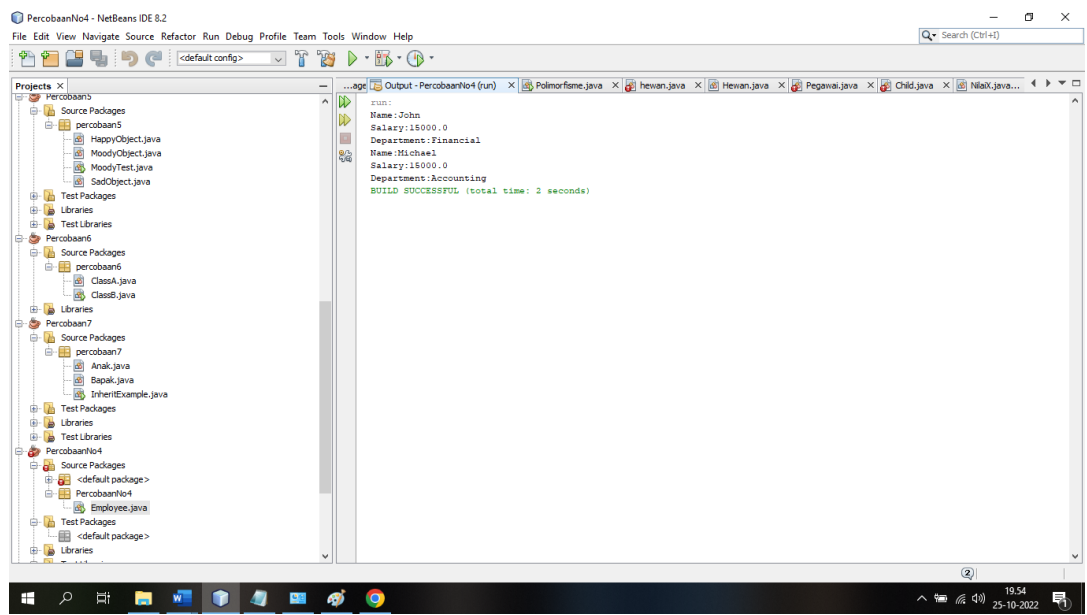 PercobaanNo4 - NetBeans IDE 8.2
File Edit View Navigate Source Refactor Run Debug Profile Team Tools Window Help
Search (Ctrl+I)
<default config>
Projects
...age
Output - PercobaanNo4 (run)
Polimorfisme.java
hewan.java
Hewan.java
Pegawai.java
Child.java
NilaiX.java...
Percobaan5
Source Packages
percobaan5
HappyObject.java
MoodyObject.java
MoodyTest.java
SadObject.java
Test Packages
Libraries
Test Libraries
Percobaan6
Source Packages
percobaan6
ClassA.java
ClassB.java
Libraries
Percobaan7
Source Packages
percobaan7
Anak.java
Bapak.java
InheritExample.java
Test Packages
Libraries
Test Libraries
PercobaanNo4
Source Packages
<default package>
PercobaanNo4
Employee.java
Test Packages
<default package>
Libraries
run:
Name:John
Salary:15000.0
Department:Financial
Name:Michael
Salary:15000.0
Department:Accounting
BUILD SUCCESSFUL (total time: 2 seconds)
2
19.54
25-10-2022
1